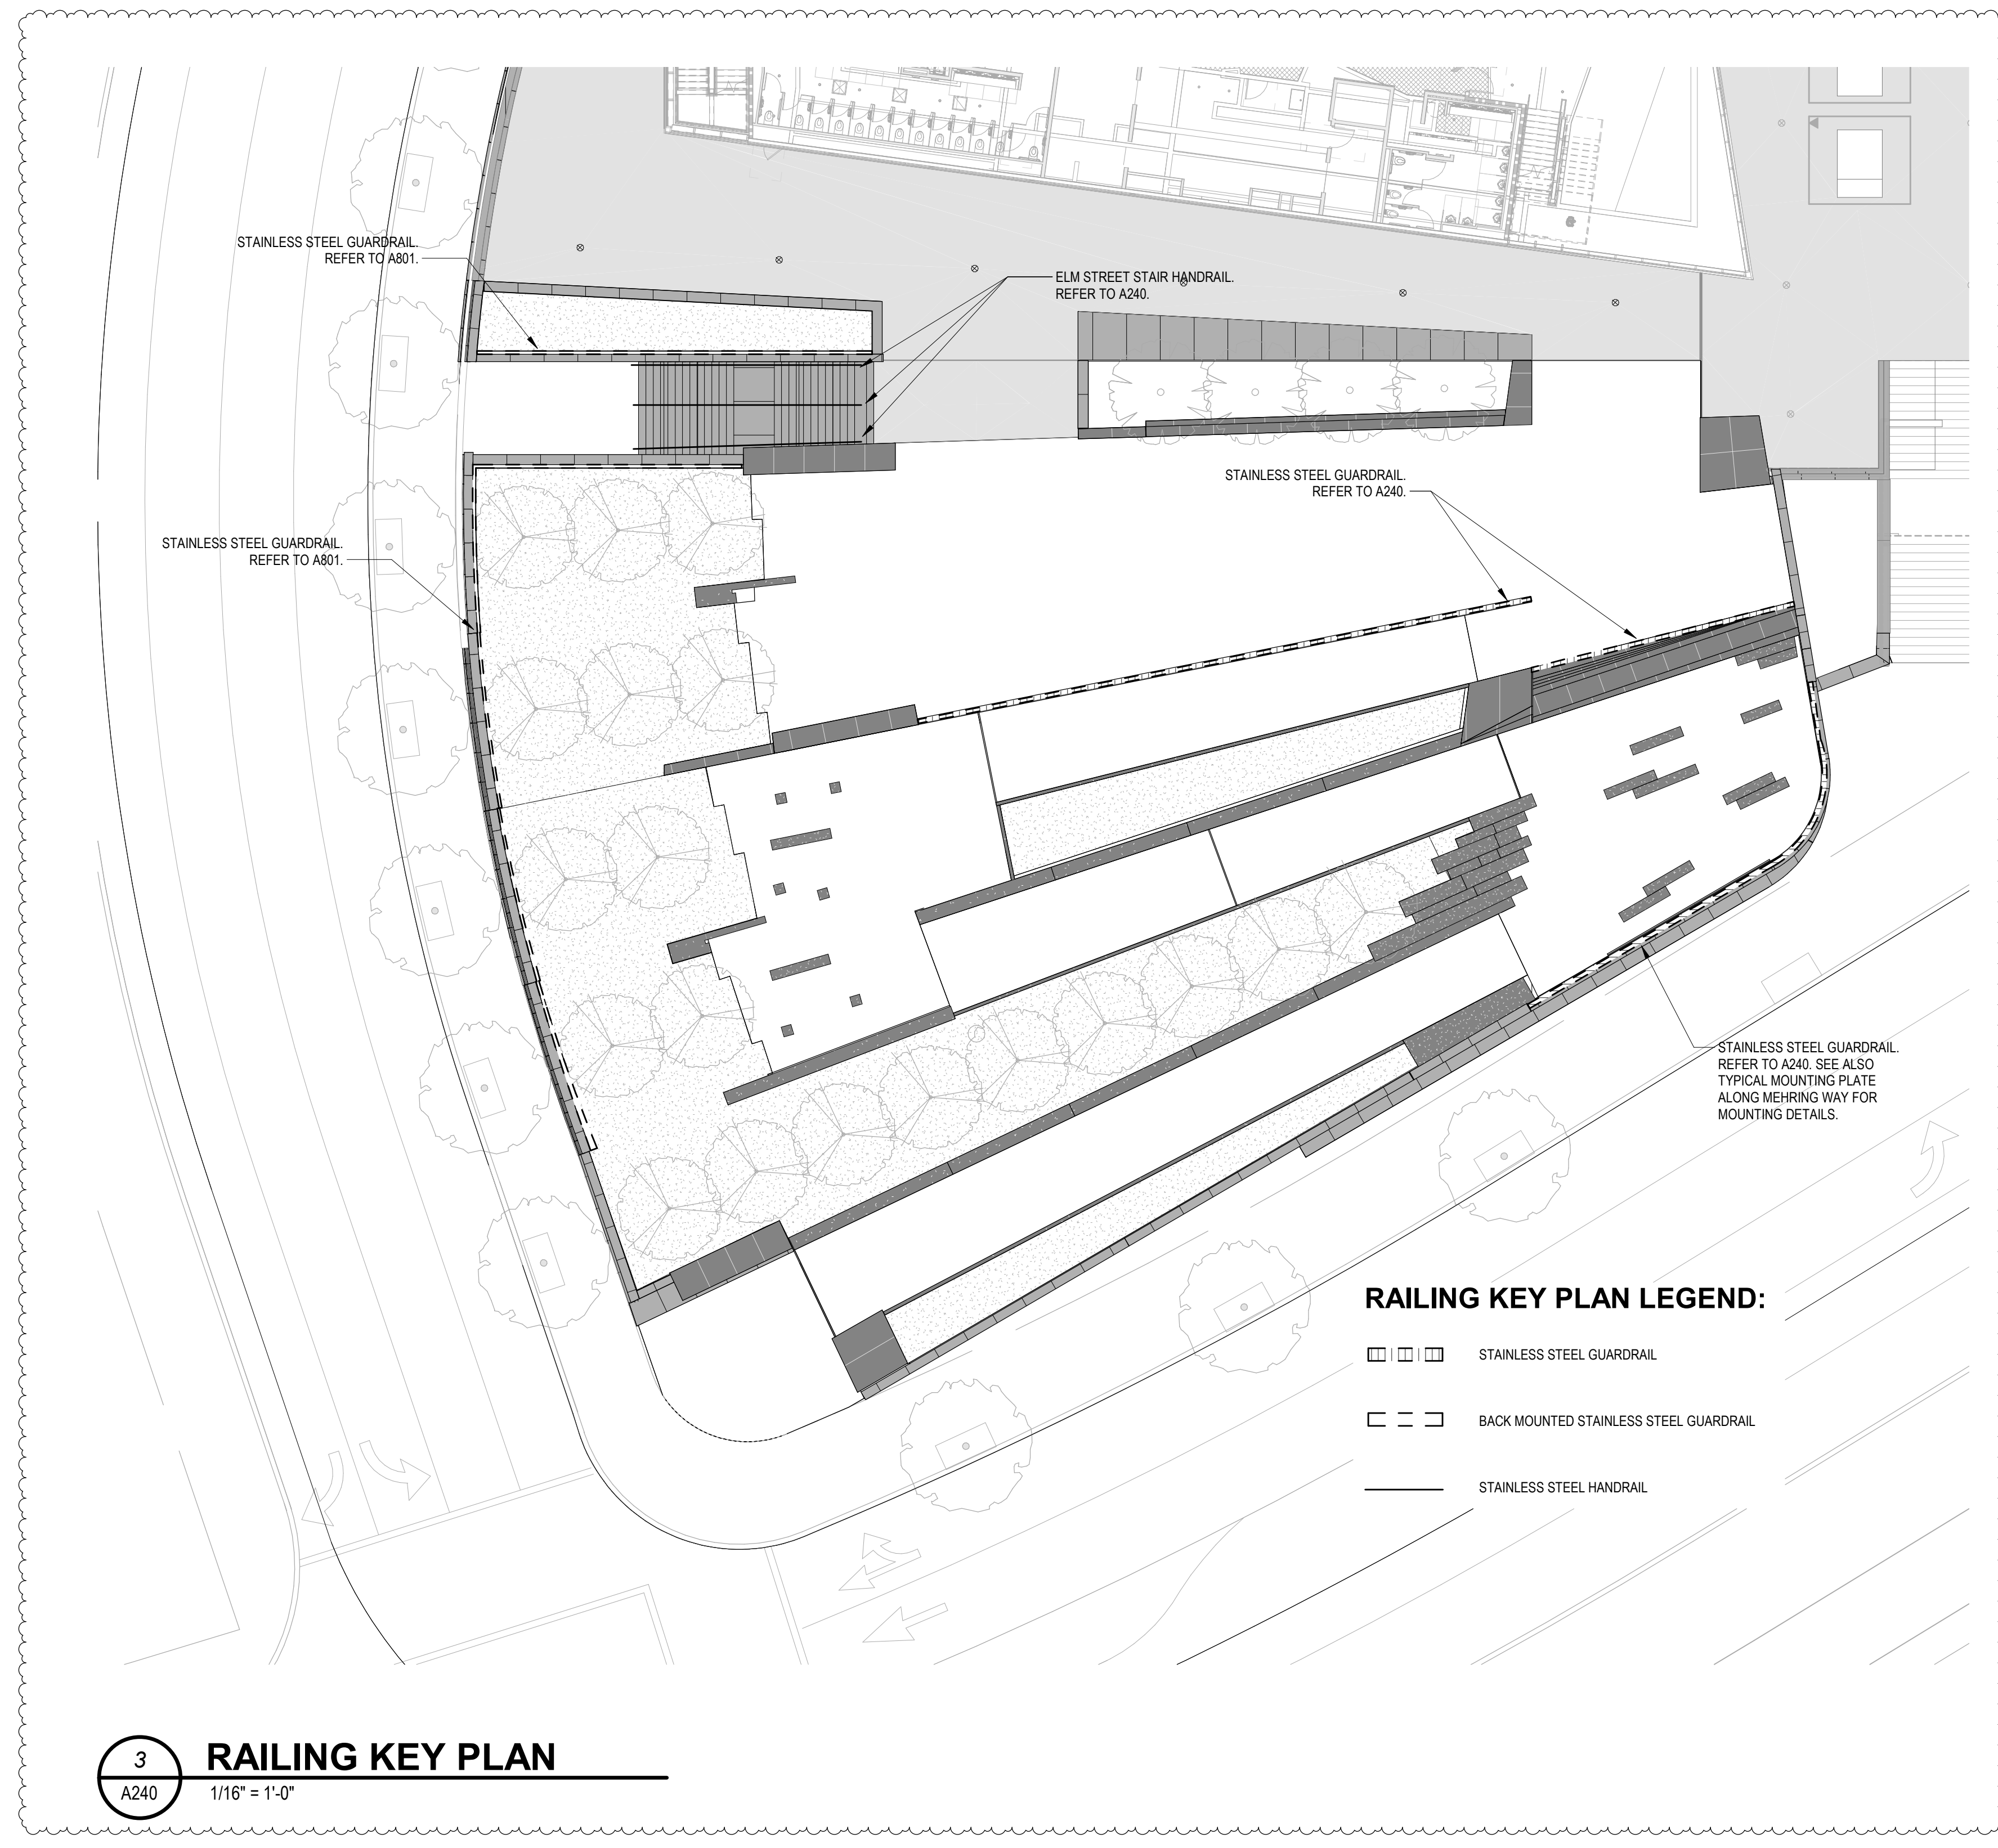 STAINLESS STEEL GUARDRAIL.
REFER TO A801.
ELM STREET STAIR HANDRAIL.
REFER TO A240.
STAINLESS STEEL GUARDRAIL.
REFER TO A240.
STAINLESS STEEL GUARDRAIL.
REFER TO A801.
STAINLESS STEEL GUARDRAIL.
REFER TO A240. SEE ALSO
TYPICAL MOUNTING PLATE
ALONG MEHRING WAY FOR
MOUNTING DETAILS.
RAILING KEY PLAN LEGEND:
STAINLESS STEEL GUARDRAIL
BACK MOUNTED STAINLESS STEEL GUARDRAIL
STAINLESS STEEL HANDRAIL
3
A240
RAILING KEY PLAN
1/16" = 1'-0"